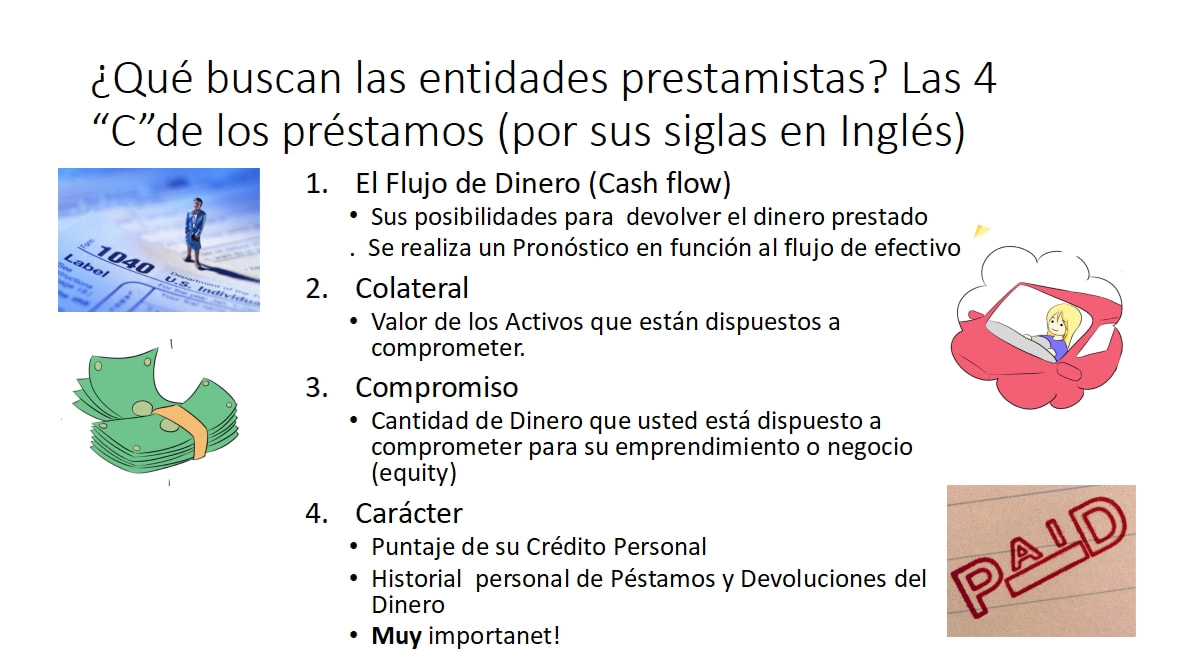 ¿Qué buscan las entidades prestamistas? Las 4
“C”de los préstamos (por sus siglas en Inglés)
1. El Flujo de Dinero (Cash flow)
• Sus posibilidades para  devolver el dinero prestado
. Se realiza un Pronóstico en función al flujo de efectivo
2. Colateral
• Valor de los Activos que están dispuestos a
comprometer.
3. Compromiso
• Cantidad de Dinero que usted está dispuesto a
comprometer para su emprendimiento o negocio
(equity)
4. Carácter
• Puntaje de su Crédito Personal
• Historial  personal de Péstamos y Devoluciones del
Dinero
• Muy importanet!
1040
Label
Department of the
U.S. Individu
PAID